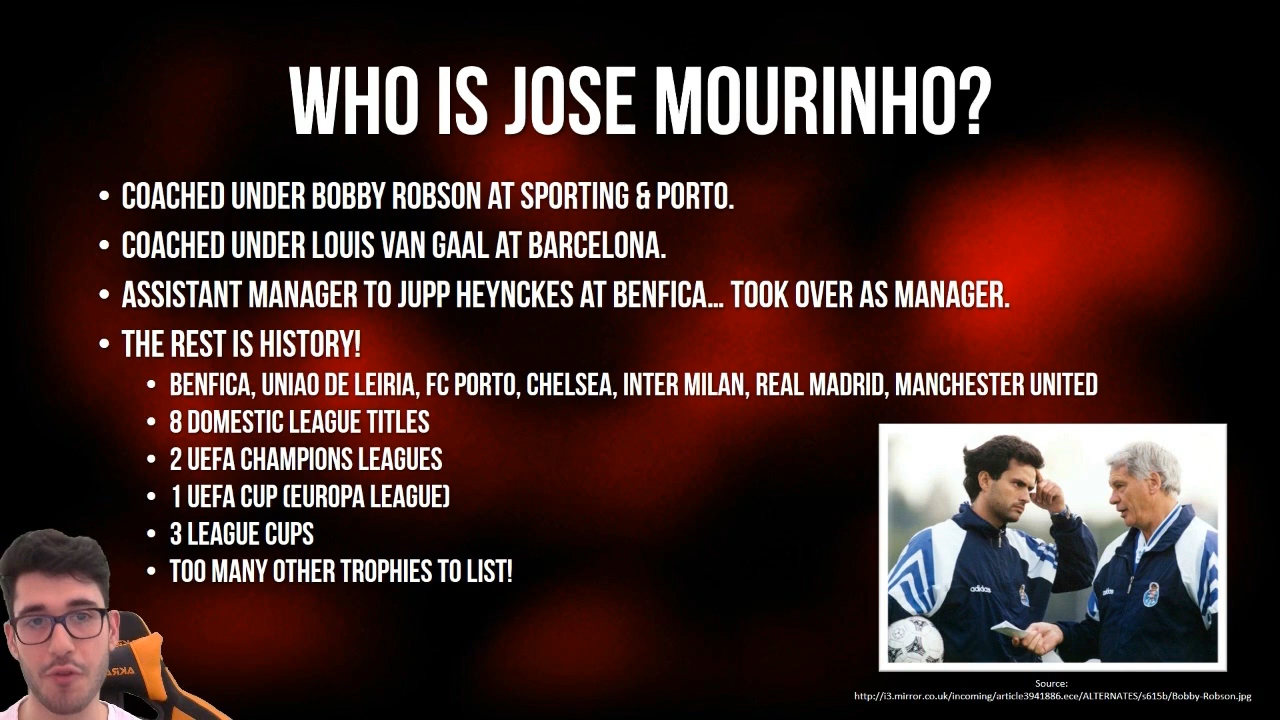 WHO IS JOSE MOURINHO?
• COACHED UNDER BOBBY ROBSON AT SPORTING & PORTO.
• COACHED UNDER LOUIS VAN GAAL AT BARCELONA.
• ASSISTANT MANAGER TO JUPP HEYNCKES AT BENFICA... TOOK OVER AS MANAGER.
• THE REST IS HISTORY!
• BENFICA, UNIAO DE LEIRIA, FC PORTO, CHELSEA, INTER MILAN, REAL MADRID, MANCHESTER UNITED
• 8 DOMESTIC LEAGUE TITLES
• 2 UEFA CHAMPIONS LEAGUES
• 1 UEFA CUP (EUROPA LEAGUE)
• 3 LEAGUE CUPS
• TOO MANY OTHER TROPHIES TO LIST!
adidas
adidas
AKRA
Source:
http://i3.mirror.co.uk/incoming/article3941886.ece/ALTERNATES/s615b/Bobby-Robson.jpg